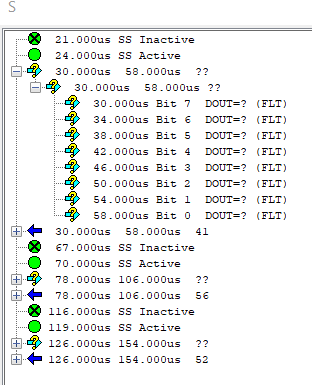 S
21.000us SS Inactive
24.000us SS Active
30.000us 58.000us ??
30.000us 58.000us ??
30.000us Bit 7 DOUT=? (FLT)
34.000us Bit 6 DOUT=? (FLT)
38.000us Bit 5 DOUT=? (FLT)
42.000us Bit 4 DOUT=? (FLT)
46.000us Bit 3 DOUT=? (FLT)
50.000us Bit 2 DOUT=? (FLT)
54.000us Bit 1 DOUT=? (FLT)
58.000us Bit 0 DOUT=? (FLT)
30.000us 58.000us 41
67.000us SS Inactive
70.000us SS Active
78.000us 106.000us ??
78.000us 106.000us 56
116.000us SS Inactive
119.000us SS Active
126.000us 154.000us ??
126.000us 154.000us 52